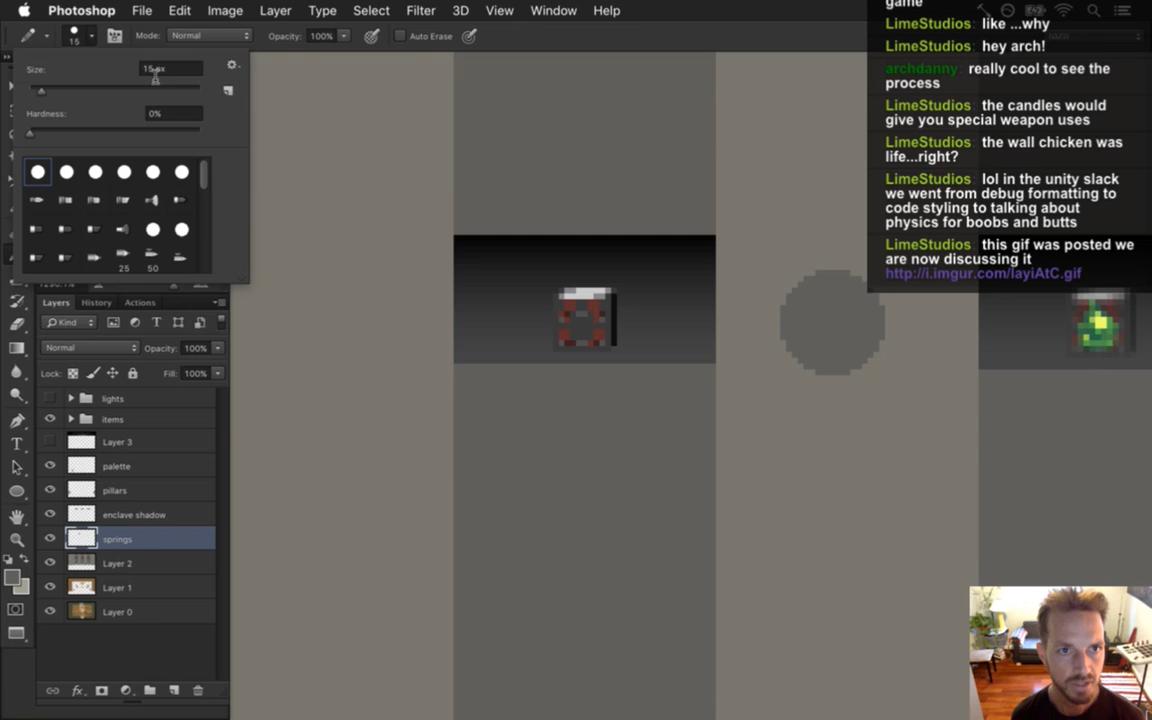 Photoshop File Edit Image Layer Type Select Filter 3D View Window Help
game
LimeStudios like ...why
LimeStudios hey arch!
archdanny really cool to see the
process
LimeStudios the candles would
give you special weapon uses
LimeStudios the wall chicken was
life...right?
LimeStudios lol in the unity slack
we went from debug formatting to
code styling to talking about
physics for boobs and butts
LimeStudios this gif was posted we
are now discussing it
http://i.imgur.com/IayiAtC.gif
15 Mode: Normal Opacity: 100% Auto Erase
Size: 15 px
Hardness: 0%
25 50
Layers History Actions
Kind
Normal Opacity: 100%
Lock: Fill: 100%
lights
items
Layer 3
palette
pillars
enclave shadow
springs
Layer 2
Layer 1
Layer 0
fx